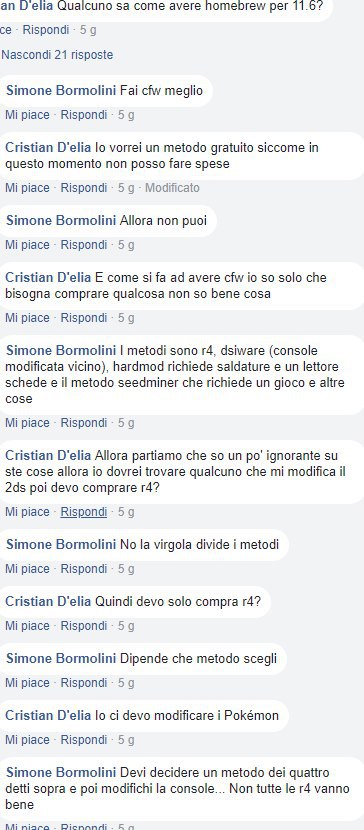 an D'elia Qualcuno sa come avere homebrew per 11.6?
ce · Rispondi · 5 g
Nascondi 21 risposte
Simone Bormolini Fai cfw meglio
Mi piace · Rispondi · 5 g
Cristian D'elia Io vorrei un metodo gratuito siccome in
questo momento non posso fare spese
Mi piace · Rispondi · 5 g · Modificato
Simone Bormolini Allora non puoi
Mi piace · Rispondi · 5 g
Cristian D'elia E come si fa ad avere cfw io so solo che
bisogna comprare qualcosa non so bene cosa
Mi piace · Rispondi · 5 g
Simone Bormolini I metodi sono r4, dsiware (console
modificata vicino), hardmod richiede saldature e un lettore
schede e il metodo seedminer che richiede un gioco e altre
cose
Mi piace · Rispondi · 5 g
Cristian D'elia Allora partiamo che so un po' ignorante su
ste cose allora io dovrei trovare qualcuno che mi modifica il
2ds poi devo comprare r4?
Mi piace · Rispondi · 5 g
Simone Bormolini No la virgola divide i metodi
Mi piace · Rispondi · 5 g
Cristian D'elia Quindi devo solo compra r4?
Mi piace · Rispondi · 5 g
Simone Bormolini Dipende che metodo scegli
Mi piace · Rispondi · 5 g
Cristian D'elia Io ci devo modificare i Pokémon
Mi piace · Rispondi · 5 g
Simone Bormolini Devi decidere un metodo dei quattro
detti sopra e poi modifichi la console... Non tutte le r4 vanno
bene
Mi piace · Rispondi · 5 g